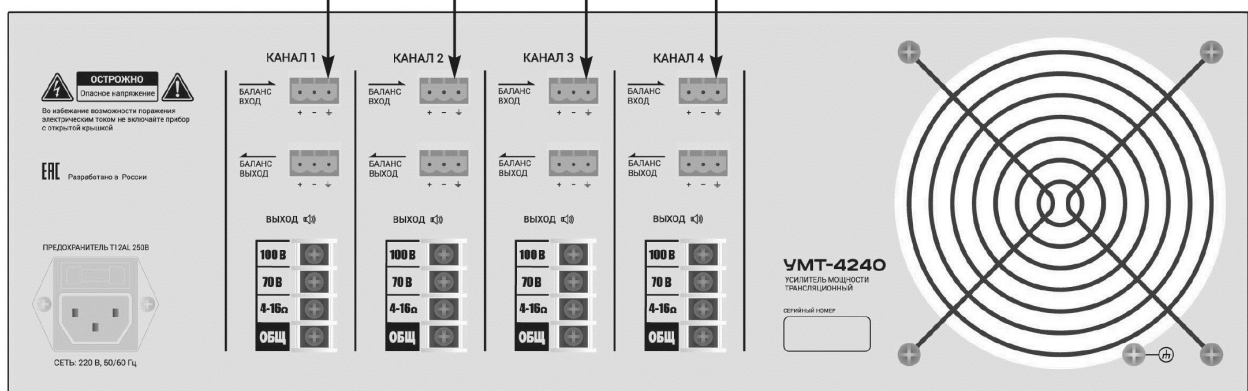 ОСТОРОЖНО
Опасное напряжение
Во избежание возможности поражения
электрическим током не включайте прибор
с открытой крышкой
EAC Разработано в России
ПРЕДОХРАНИТЕЛЬ T12AL 250В
СЕТЬ: 220 В, 50/60 Гц
КАНАЛ 1
БАЛАНС
ВХОД
+ -
БАЛАНС
ВЫХОД
+ -
ВЫХОД
100 В
70 В
4-16Ω
ОБЩ
КАНАЛ 2
БАЛАНС
ВХОД
+ -
БАЛАНС
ВЫХОД
+ -
ВЫХОД
100 В
70 В
4-16Ω
ОБЩ
КАНАЛ 3
БАЛАНС
ВХОД
+ -
БАЛАНС
ВЫХОД
+ -
ВЫХОД
100 В
70 В
4-16Ω
ОБЩ
КАНАЛ 4
БАЛАНС
ВХОД
+ -
БАЛАНС
ВЫХОД
+ -
ВЫХОД
100 В
70 В
4-16Ω
ОБЩ
УМТ-4240
УСИЛИТЕЛЬ МОЩНОСТИ
ТРАНСЛЯЦИОННЫЙ
СЕРИЙНЫЙ НОМЕР